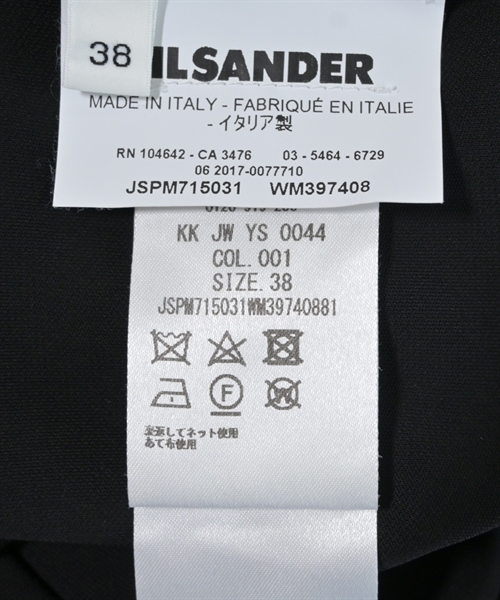 38
ILSANDER
MADE IN ITALY - FABRIQUÉ EN ITALIE
- イタリア製
RN 104642 - CA 3476 03 - 5464 - 6729
06 2017-0077710
JSPM715031 WM397408
KK JW YS 0044
COL. 001
SIZE. 38
JSPM715031WM39740881
F
W
裏返してネット使用
あて布使用